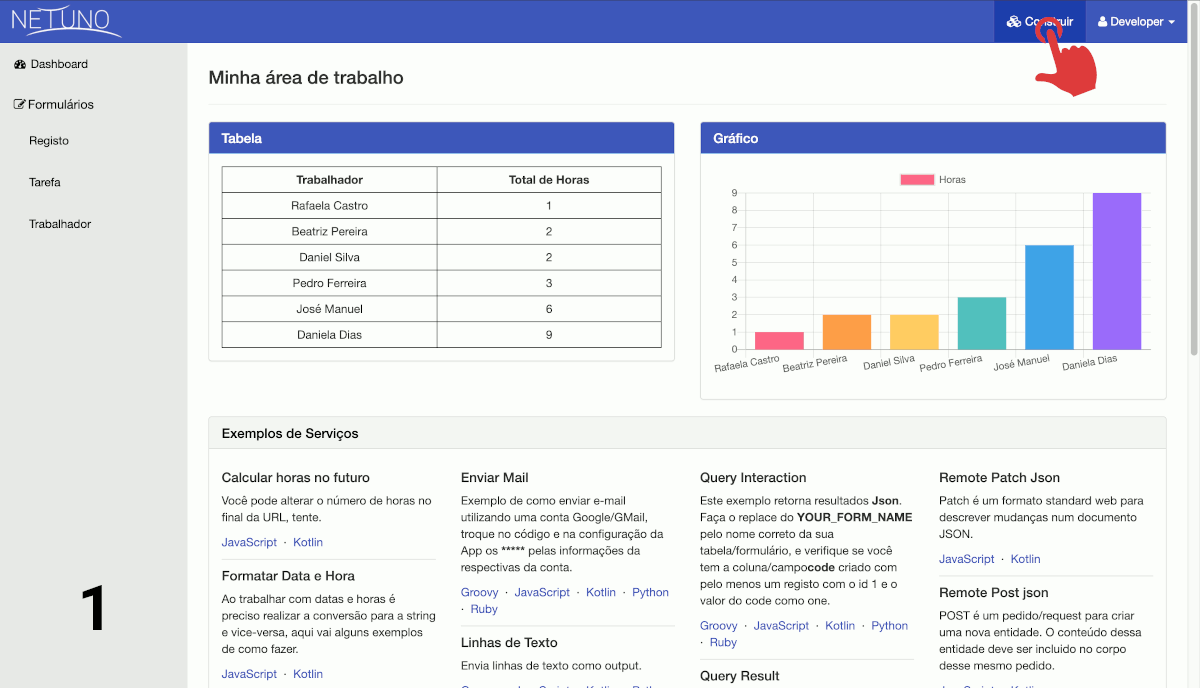 NETUNO
Construir
Developer
Dashboard
Formulários
Registo
Tarefa
Trabalhador
1
Minha área de trabalho
Tabela
Trabalhador Total de Horas
Rafaela Castro 1
Beatriz Pereira 2
Daniel Silva 2
Pedro Ferreira 3
José Manuel 6
Daniela Dias 9
Gráfico
Horas
9
8
7
6
5
4
3
2
1
0
Rafaela Castro Beatriz Pereira Daniel Silva Pedro Ferreira José Manuel Daniela Dias
Exemplos de Serviços
Calcular horas no futuro
Você pode alterar o número de horas no
final da URL, tente.
JavaScript · Kotlin
Formatar Data e Hora
Ao trabalhar com datas e horas é
preciso realizar a conversão para a string
e vice-versa, aqui vai alguns exemplos
de como fazer.
JavaScript · Kotlin
Enviar Mail
Exemplo de como enviar e-mail
utilizando uma conta Google/GMail,
troque no código e na configuração da
App os ***** pelas informações da
respectivas da conta.
Groovy · JavaScript · Kotlin · Python
· Ruby
Linhas de Texto
Envia linhas de texto como output.
Query Interaction
Este exemplo retorna resultados Json.
Faça o replace do YOUR_FORM_NAME
pelo nome correto da sua
tabela/formulário, e verifique se você
tem a coluna/campocode criado com
pelo menos um registo com o id 1 e o
valor do code como one.
Groovy · JavaScript · Kotlin · Python
· Ruby
Query Result
Remote Patch Json
Patch é um formato standard web para
descrever mudanças num documento
JSON.
JavaScript · Kotlin
Remote Post json
POST é um pedido/request para criar
uma nova entidade. O conteúdo dessa
entidade deve ser incluido no corpo
desse mesmo pedido.